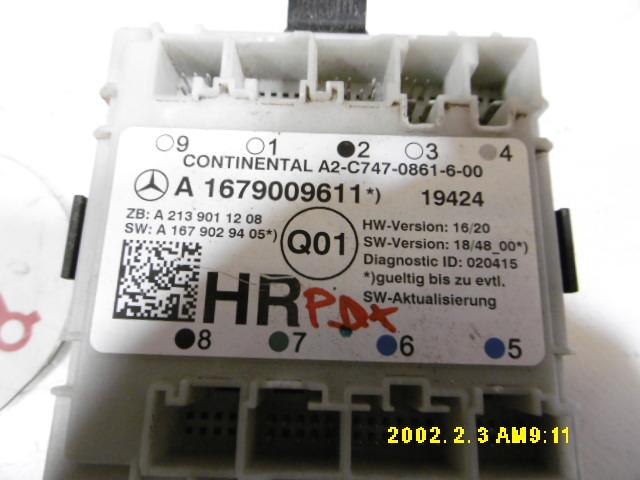 9 1 2 3 4
CONTINENTAL A2-C747-0861-6-00
A 1679009611*) 19424
ZB: A 213 901 12 08
SW: A 167 902 94 05*)
Q01
HW-Version: 16/20
SW-Version: 18/48_00*)
Diagnostic ID: 020415
*)gueltig bis zu evtl.
SW-Aktualisierung
HR
8 7 6 5
2002. 2. 3 AM 9:11